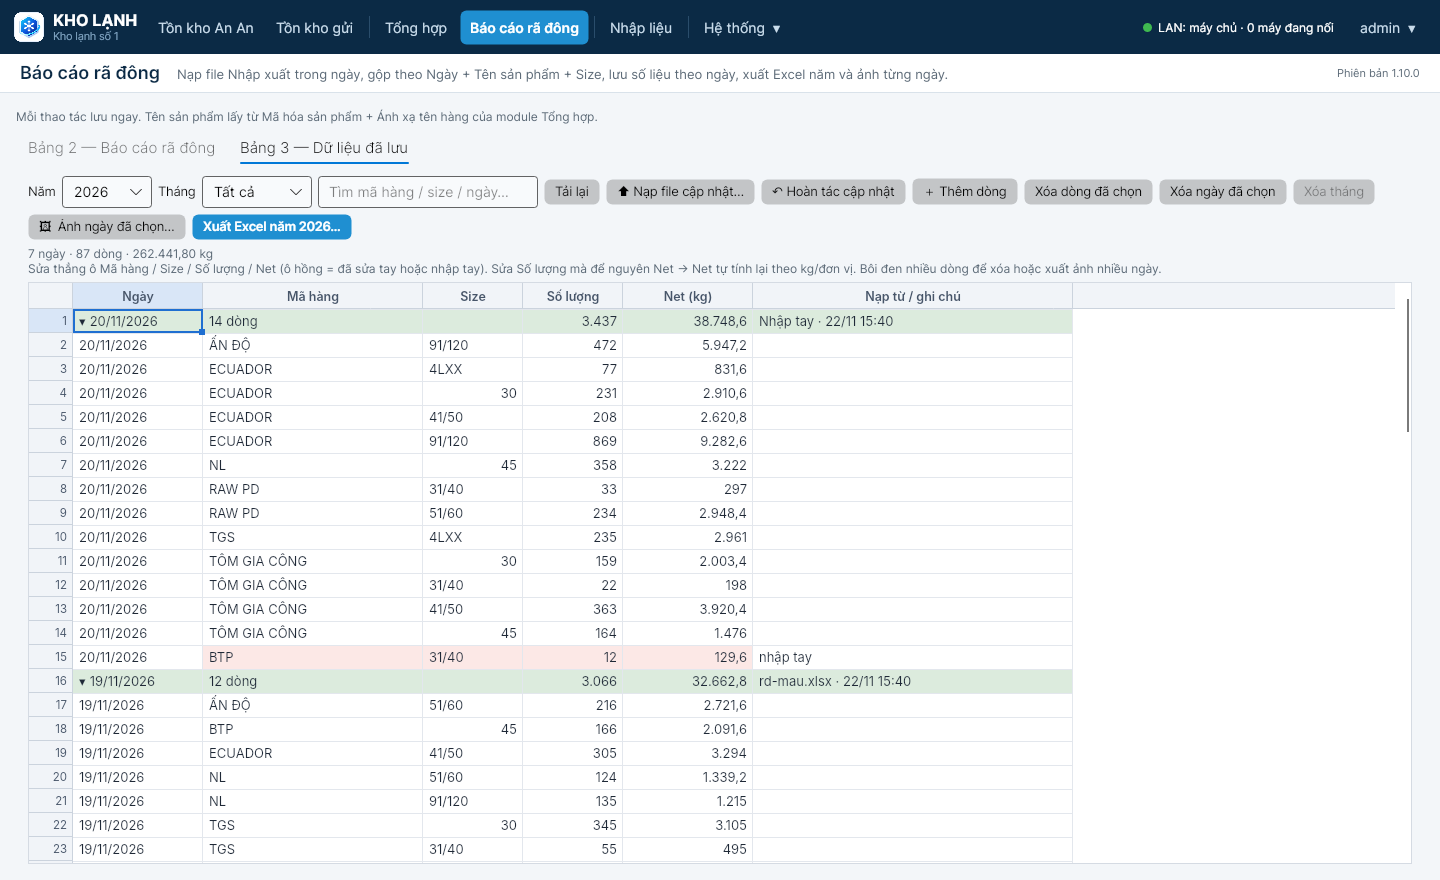 KHO LẠNH
Kho lạnh số 1
Tồn kho An An
Tồn kho gửi
Tổng hợp
Báo cáo rã đông
Nhập liệu
Hệ thống ▾
LAN: máy chủ · 0 máy đang nối
admin ▾
Báo cáo rã đông
Nạp file Nhập xuất trong ngày, gộp theo Ngày + Tên sản phẩm + Size, lưu số liệu theo ngày, xuất Excel năm và ảnh từng ngày.
Phiên bản 1.10.0
Mỗi thao tác lưu ngay. Tên sản phẩm lấy từ Mã hóa sản phẩm + Ánh xạ tên hàng của module Tổng hợp.
Bảng 2 — Báo cáo rã đông
Bảng 3 — Dữ liệu đã lưu
Năm 2026 Tháng Tất cả Tìm mã hàng / size / ngày... Tải lại ⬆ Nạp file cập nhật... ↶ Hoàn tác cập nhật + Thêm dòng Xóa dòng đã chọn Xóa ngày đã chọn Xóa tháng
🖼 Ảnh ngày đã chọn... Xuất Excel năm 2026...
7 ngày · 87 dòng · 262.441,80 kg
Sửa thẳng ô Mã hàng / Size / Số lượng / Net (ô hồng = đã sửa tay hoặc nhập tay). Sửa Số lượng mà để nguyên Net → Net tự tính lại theo kg/đơn vị. Bôi đen nhiều dòng để xóa hoặc xuất ảnh nhiều ngày.
Ngày Mã hàng Size Số lượng Net (kg) Nạp từ / ghi chú
1 ▾ 20/11/2026 14 dòng 3.437 38.748,6 Nhập tay · 22/11 15:40
2 20/11/2026 ẤN ĐỘ 91/120 472 5.947,2
3 20/11/2026 ECUADOR 4LXX 77 831,6
4 20/11/2026 ECUADOR 30 231 2.910,6
5 20/11/2026 ECUADOR 41/50 208 2.620,8
6 20/11/2026 ECUADOR 91/120 869 9.282,6
7 20/11/2026 NL 45 358 3.222
8 20/11/2026 RAW PD 31/40 33 297
9 20/11/2026 RAW PD 51/60 234 2.948,4
10 20/11/2026 TGS 4LXX 235 2.961
11 20/11/2026 TÔM GIA CÔNG 30 159 2.003,4
12 20/11/2026 TÔM GIA CÔNG 31/40 22 198
13 20/11/2026 TÔM GIA CÔNG 41/50 363 3.920,4
14 20/11/2026 TÔM GIA CÔNG 45 164 1.476
15 20/11/2026 BTP 31/40 12 129,6 nhập tay
16 ▾ 19/11/2026 12 dòng 3.066 32.662,8 rd-mau.xlsx · 22/11 15:40
17 19/11/2026 ẤN ĐỘ 51/60 216 2.721,6
18 19/11/2026 BTP 45 166 2.091,6
19 19/11/2026 ECUADOR 41/50 305 3.294
20 19/11/2026 NL 51/60 124 1.339,2
21 19/11/2026 NL 91/120 135 1.215
22 19/11/2026 TGS 30 345 3.105
23 19/11/2026 TGS 31/40 55 495